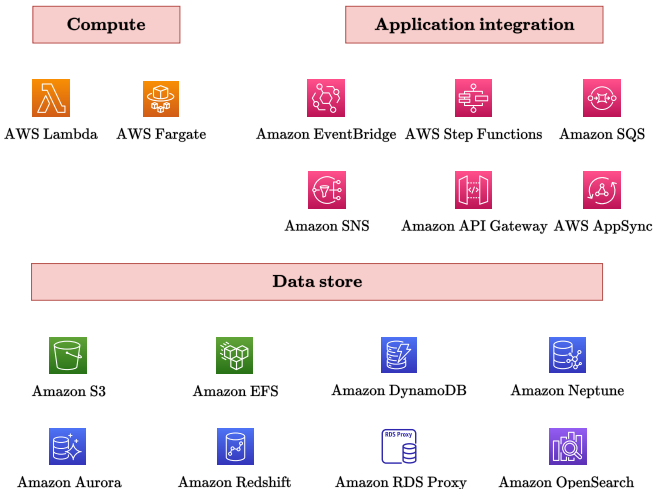 Compute
Application integration
AWS Lambda
AWS Fargate
Amazon EventBridge
AWS Step Functions
Amazon SQS
Amazon SNS
Amazon API Gateway
AWS AppSync
Data store
Amazon S3
Amazon EFS
Amazon DynamoDB
Amazon Neptune
RDS Proxy
Amazon Aurora
Amazon Redshift
Amazon RDS Proxy
Amazon OpenSearch